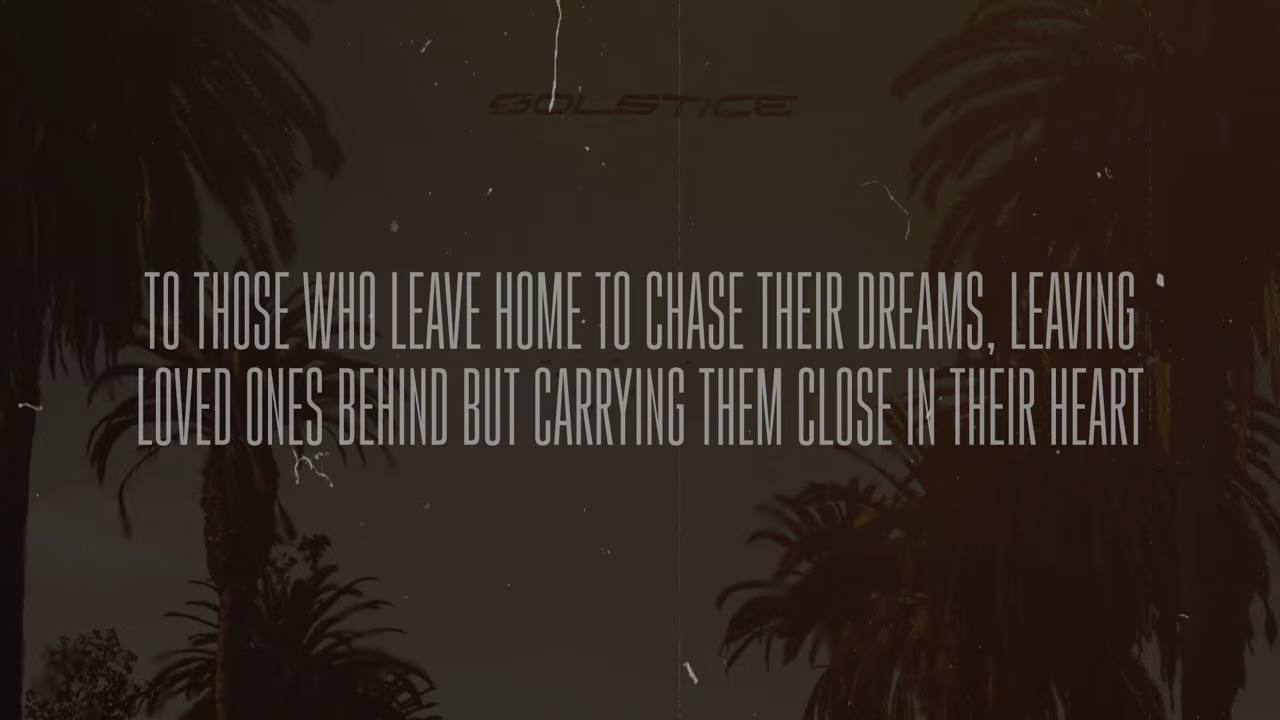 SOLSTICE
TO THOSE WHO LEAVE HOME TO CHASE THEIR DREAMS, LEAVING
LOVED ONES BEHIND BUT CARRYING THEM CLOSE IN THEIR HEART